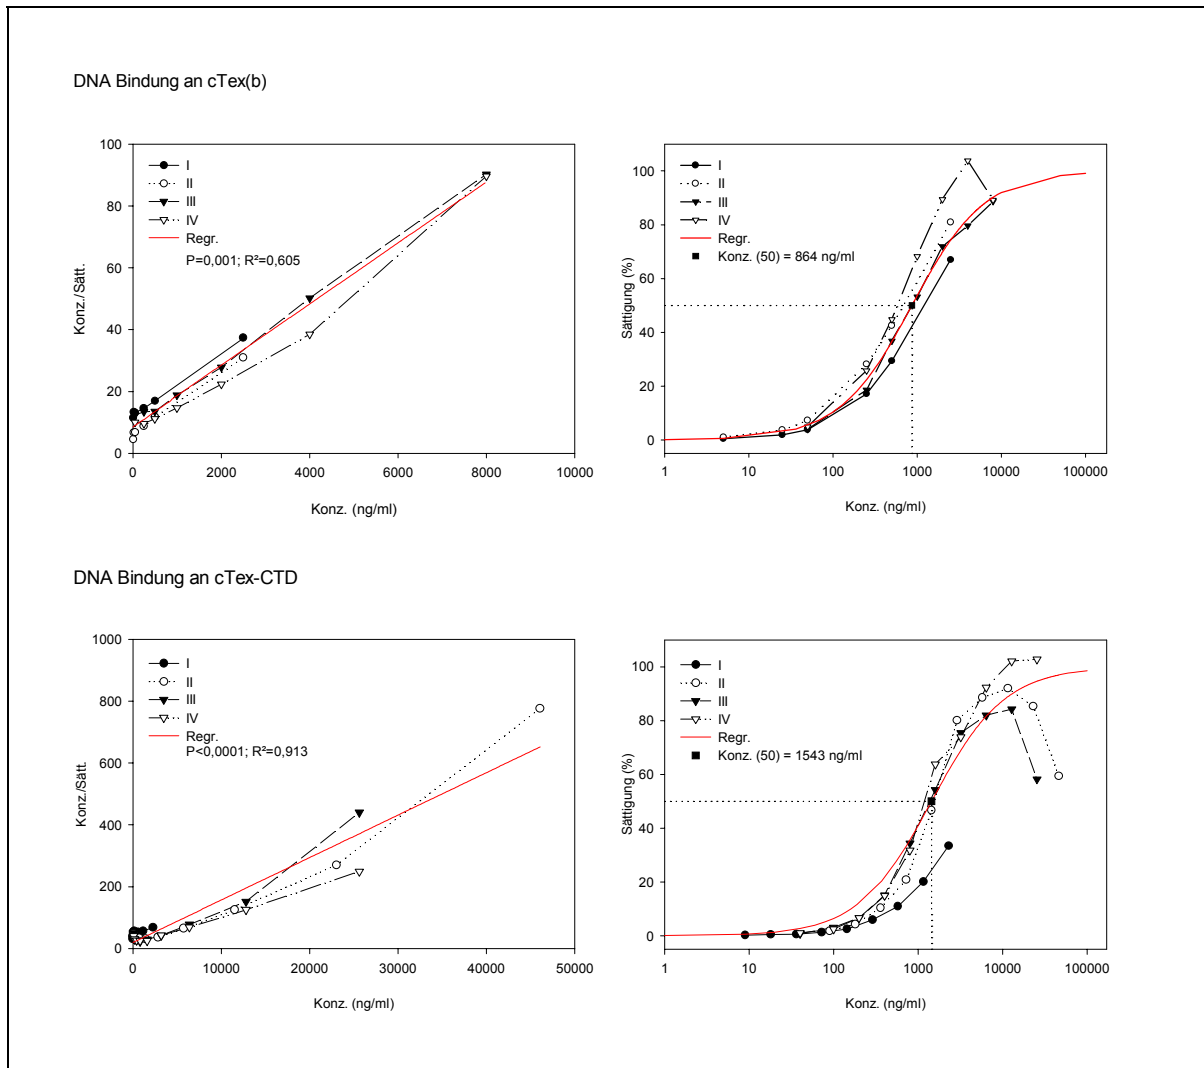 DNA Bindung an cTex(b)
100
80
60
40
20
0
Konz./Sätt.
I
II
III
IV
Regr.
P=0,001; R²=0,605
0 2000 4000 6000 8000 10000
Konz. (ng/ml)
100
80
60
40
20
0
Sättigung (%)
I
II
III
IV
Regr.
Konz. (50) = 864 ng/ml
1 10 100 1000 10000 100000
Konz. (ng/ml)
DNA Bindung an cTex-CTD
1000
800
600
400
200
0
Konz./Sätt.
I
II
III
IV
Regr.
P<0,0001; R²=0,913
0 10000 20000 30000 40000 50000
Konz. (ng/ml)
100
80
60
40
20
0
Sättigung (%)
I
II
III
IV
Regr.
Konz. (50) = 1543 ng/ml
1 10 100 1000 10000 100000
Konz. (ng/ml)